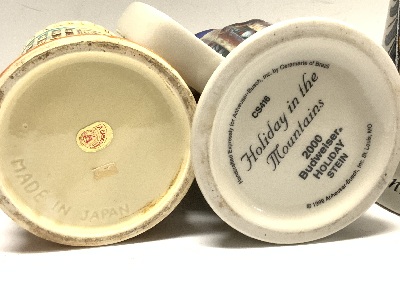 MADE IN JAPAN
Handcrafted Expressly for Anheuser-Busch, Inc. by Ceramarte of Brazil
CS416
Holiday in the
Mountains
2000
Budweiser®
HOLIDAY
STEIN
© 1999 Anheuser-Busch, Inc. St. Louis, MO